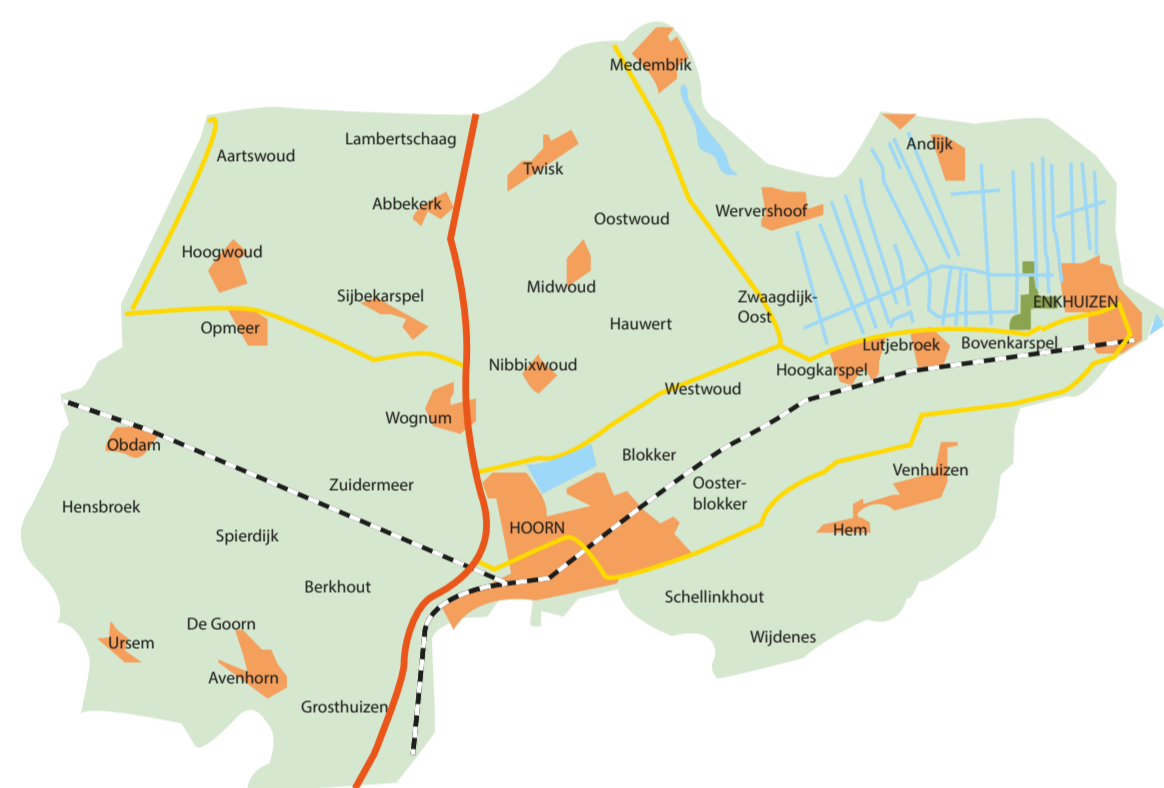 Medemblik
Lambertschaag
Andijk
Aartswoud
Twisk
Abbekerk
Wervershoof
Oostwoud
Hoogwoud
Midwoud
Sijbekarspel
Zwaagdijk-
Oost
ENKHUIZEN
Hauwert
Opmeer
Lutjebroek
Bovenkarspel
Nibbixwoud
Hoogkarspel
Westwoud
Wognum
Obdam
Blokker
Venhuizen
Zuidermeer
Ooster-
blokker
Hensbroek
HOORN
Hem
Spierdijk
Berkhout
Schellinkhout
De Goorn
Wijdenes
Ursem
Avenhorn
Grosthuizen